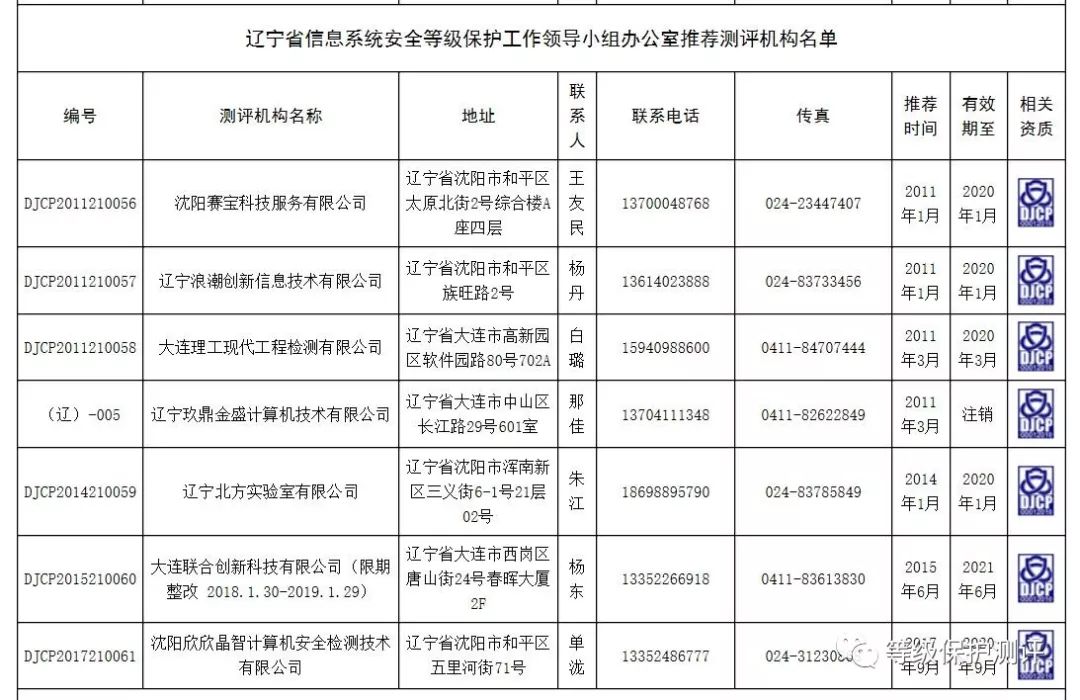 辽宁省信息系统安全等级保护工作领导小组办公室推荐测评机构名单
编号 测评机构名称 地址 联系人 联系电话 传真 推荐时间 有效期至 相关资质
DJCP2011210056 沈阳赛宝科技服务有限公司 辽宁省沈阳市和平区太原北街2号综合楼A座四层 王友民 13700048768 024-23447407 2011年1月 2020年1月 DJCP
DJCP2011210057 辽宁浪潮创新信息技术有限公司 辽宁省沈阳市和平区族旺路2号 杨丹 13614023888 024-83733456 2011年1月 2020年1月 DJCP
DJCP2011210058 大连理工现代工程检测有限公司 辽宁省大连市高新园区软件园路80号702A 白璐 15940988600 0411-84707444 2011年3月 2020年3月 DJCP
（辽）-005 辽宁玖鼎金盛计算机技术有限公司 辽宁省大连市中山区长江路29号601室 那佳 13704111348 0411-82622849 2011年3月 注销 DJCP
DJCP2014210059 辽宁北方实验室有限公司 辽宁省沈阳市浑南新区三义街6-1号21层02号 朱江 18698895790 024-83785849 2014年1月 2020年1月 DJCP
DJCP2015210060 大连联合创新科技有限公司（限期整改 2018.1.30-2019.1.29） 辽宁省大连市西岗区唐山街24号春晖大厦2F 杨东 13352266918 0411-83613830 2015年6月 2021年6月 DJCP
DJCP2017210061 沈阳欣欣晶智计算机安全检测技术有限公司 辽宁省沈阳市和平区五里河街71号 单泷 13352486777 2017年9月 2020年9月 DJCP
等级保护测评